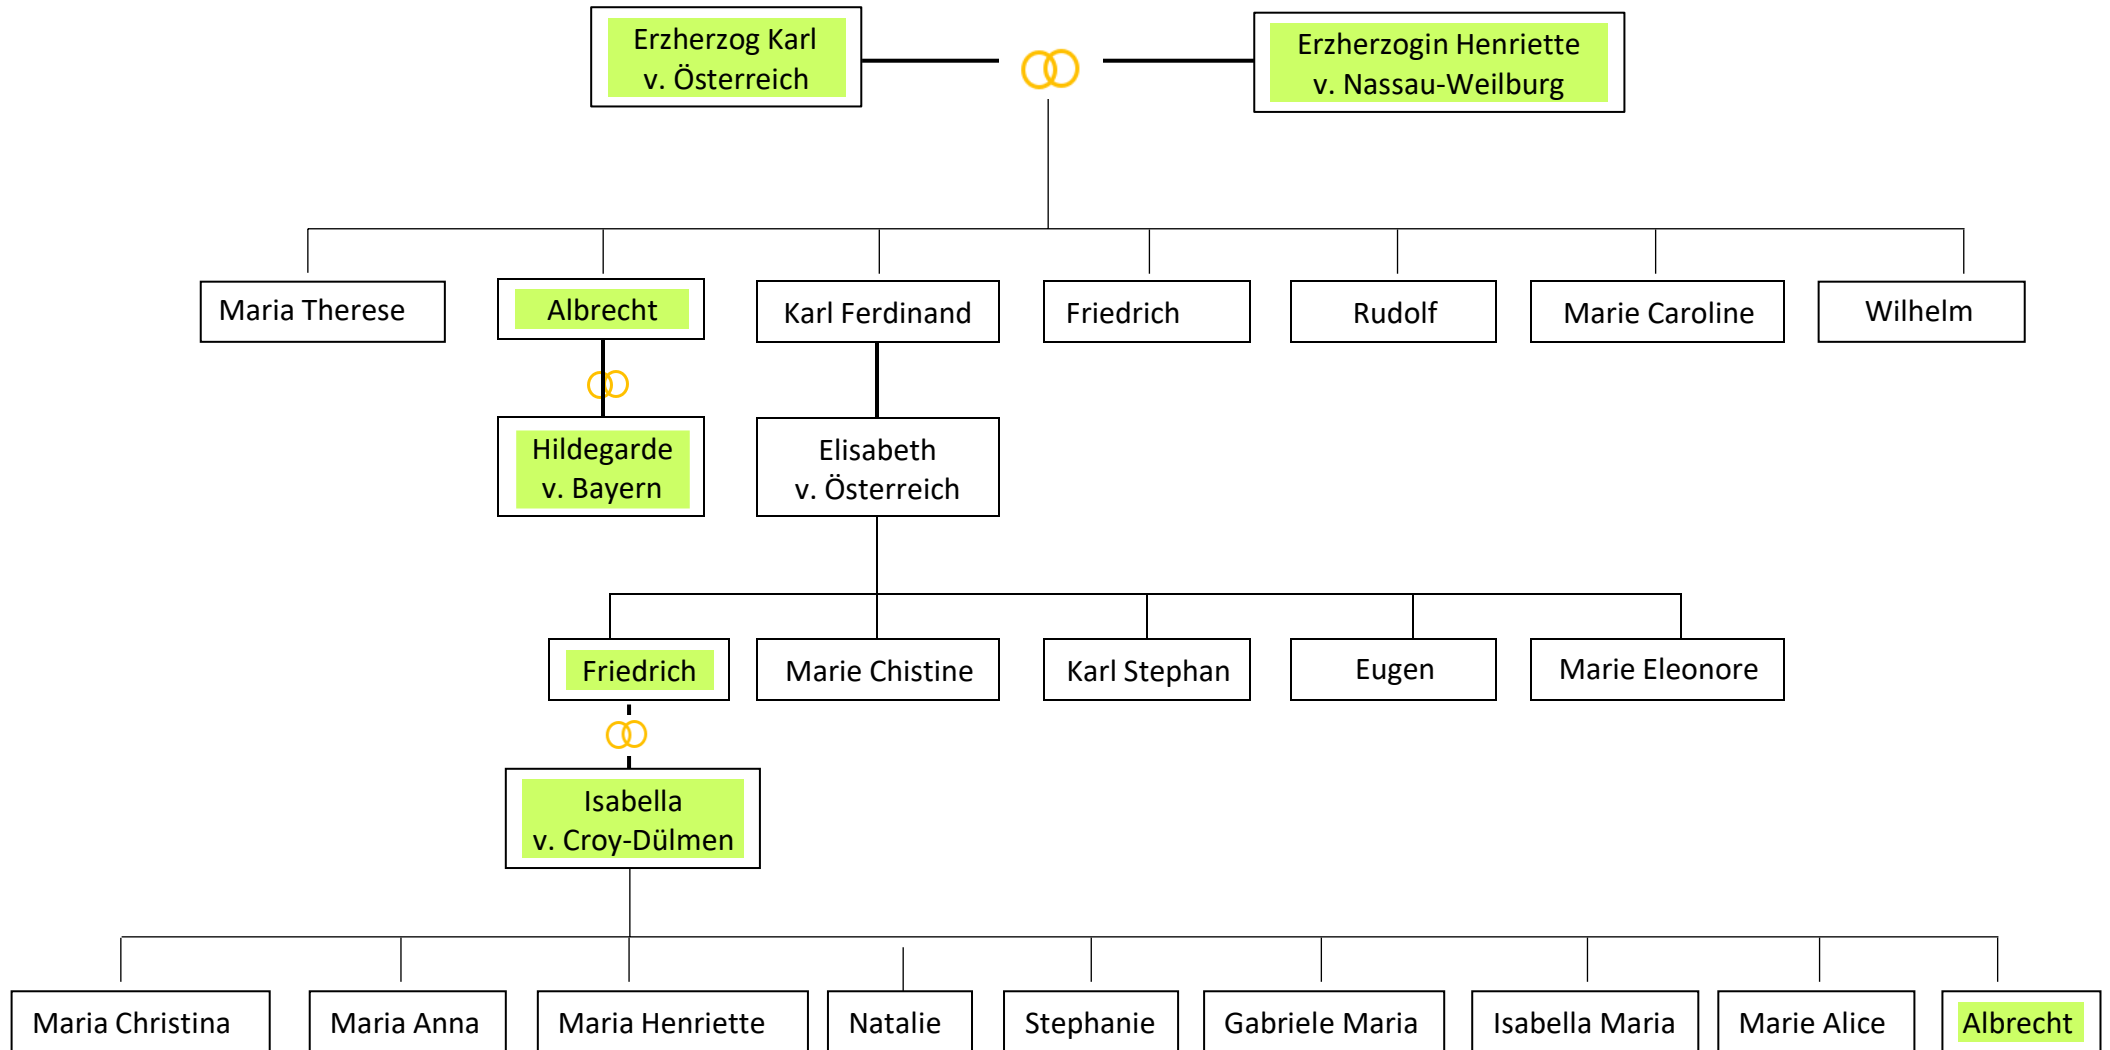 Erzherzog Karl
v. Österreich
Erzherzogin Henriette
v. Nassau-Weilburg
Maria Therese
Albrecht
Karl Ferdinand
Friedrich
Rudolf
Marie Caroline
Wilhelm
Hildegarde
v. Bayern
Elisabeth
v. Österreich
Friedrich
Marie Chistine
Karl Stephan
Eugen
Marie Eleonore
Isabella
v. Croy-Dülmen
Maria Christina
Maria Anna
Maria Henriette
Natalie
Stephanie
Gabriele Maria
Isabella Maria
Marie Alice
Albrecht